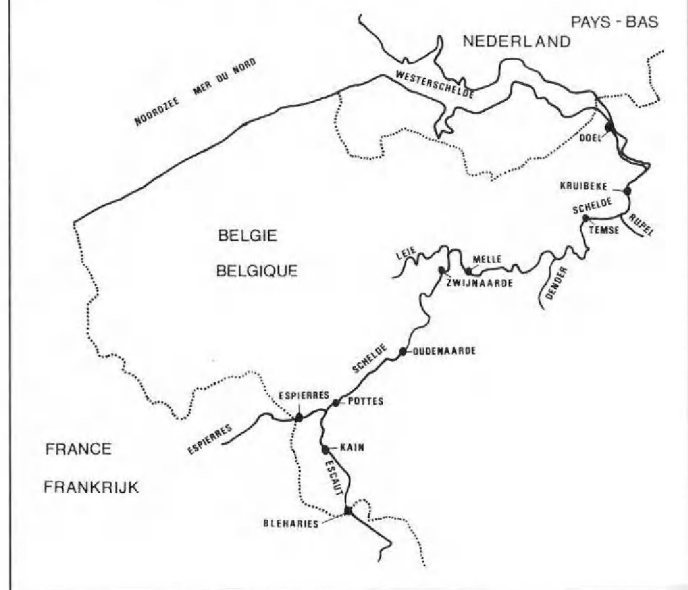 PAYS - BAS
NEDERLAND
WESTERSCHELDE
NOORDZEE MER DU NORD
DOEL
KRUIBEKE
SCHELDE
TEMSE
RUPEL
BELGIE
BELGIQUE
LEIE
MELLE
ZWIJNAARDE
DENDER
OUDENAARDE
SCHELDE
ESPIERRES
POTTES
ESPIERRES
KAIN
ESCAUT
FRANCE
FRANKRIJK
BLEHARIES